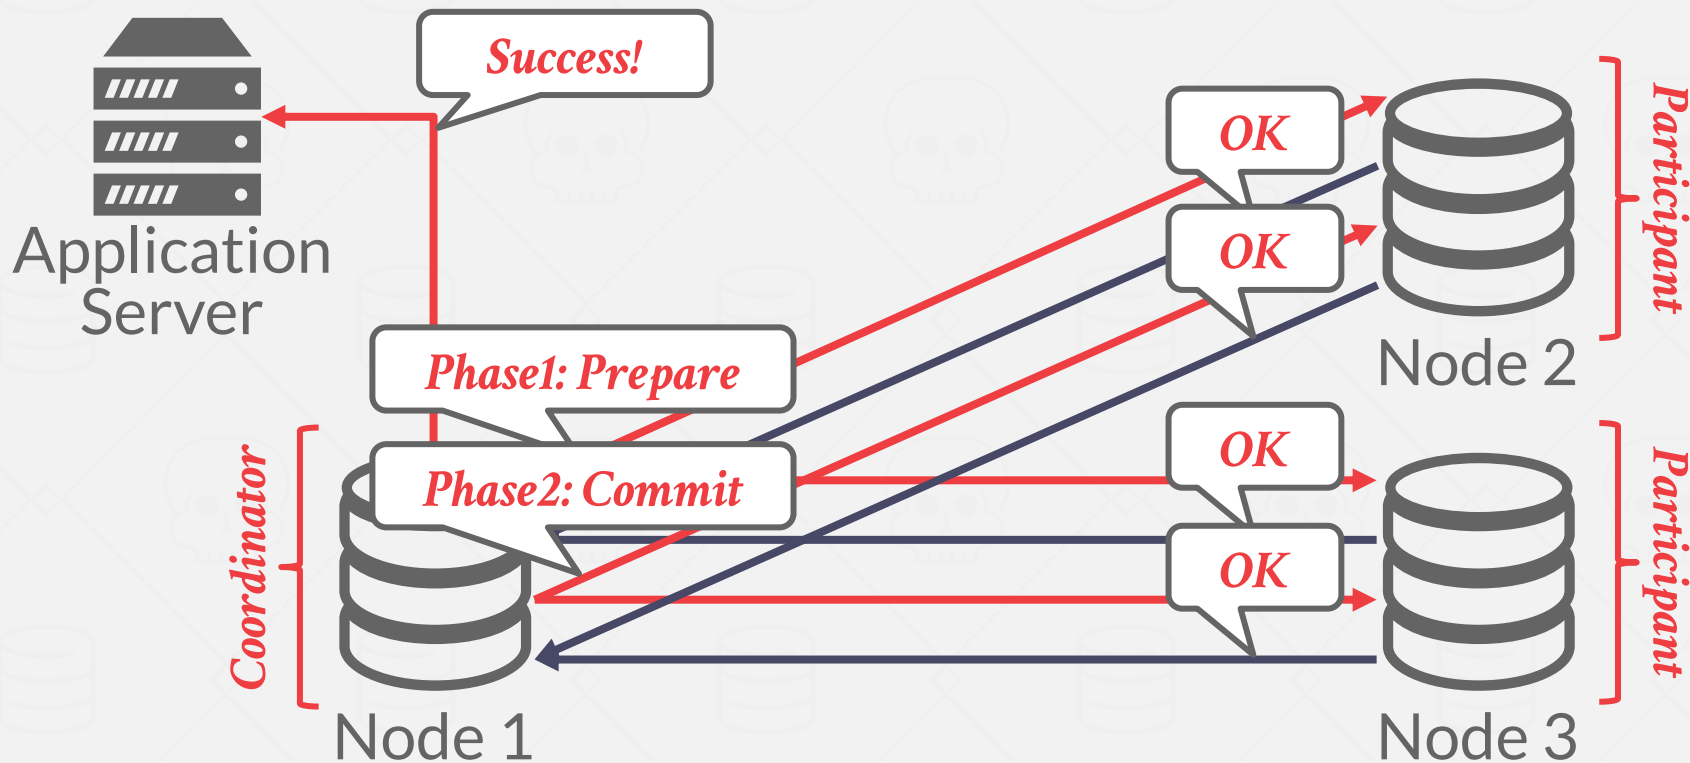 Success!
OK
Participant
OK
Application
Server
Node 2
Phase1: Prepare
Phase2: Commit
OK
Participant
OK
Coordinator
Node 1
Node 3